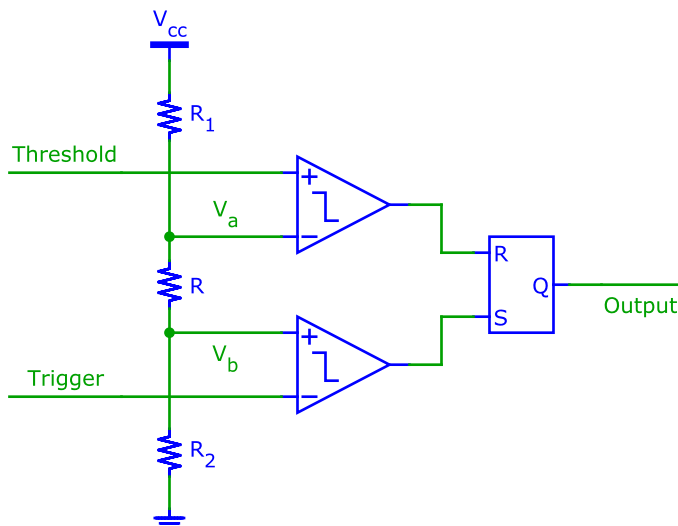 Vcc
R1
Threshold
+
Va
−
R
R
Q
Output
S
+
Vb
Trigger
−
R2